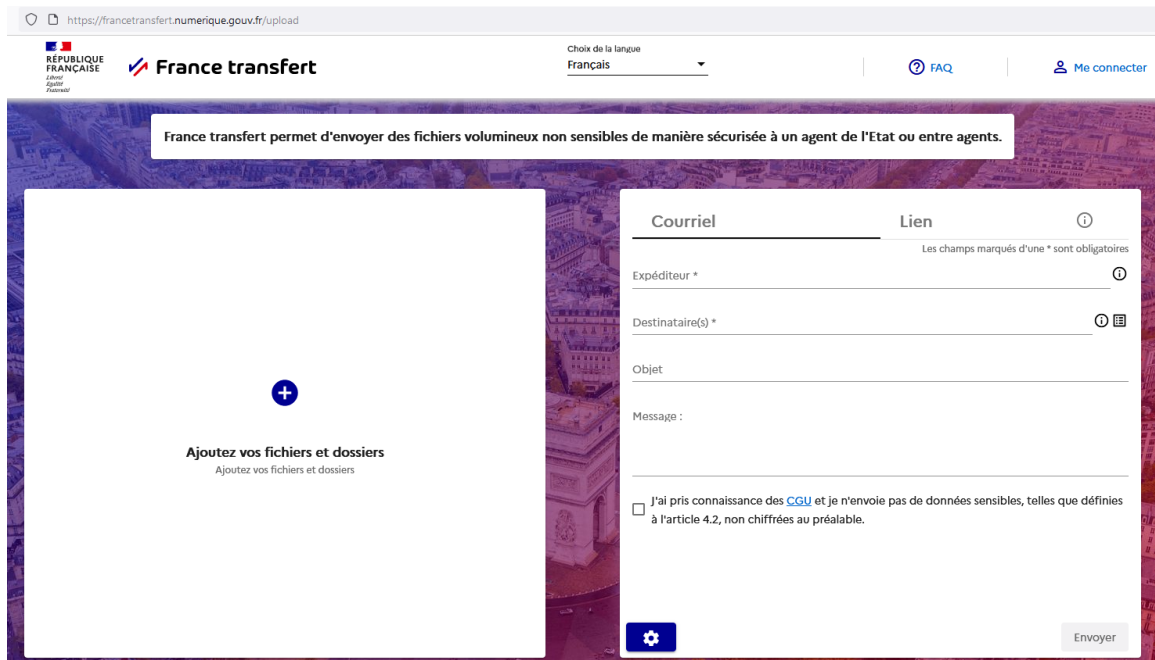 https://francetransfert.numerique.gouv.fr/upload
RÉPUBLIQUE
FRANÇAISE
Liberté
Égalité
Fraternité
France transfert
Choix de la langue
Français
FAQ
Me connecter
France transfert permet d'envoyer des fichiers volumineux non sensibles de manière sécurisée à un agent de l'Etat ou entre agents.
Ajoutez vos fichiers et dossiers
Ajoutez vos fichiers et dossiers
Courriel
Lien
Les champs marqués d'une * sont obligatoires
Expéditeur *
Destinataire(s) *
Objet
Message :
J'ai pris connaissance des CGU et je n'envoie pas de données sensibles, telles que définies
à l'article 4.2, non chiffrées au préalable.
Envoyer